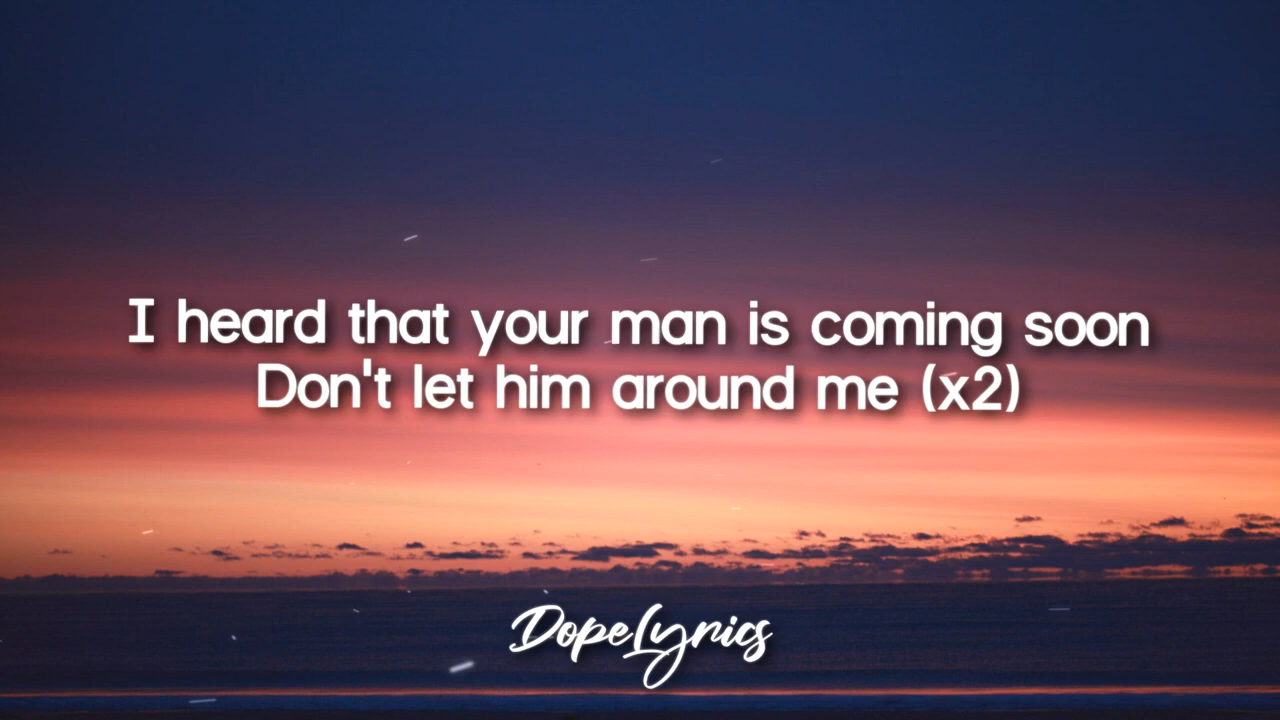 I heard that your man is coming soon
Don't let him around me (x2)
DopeLyrics